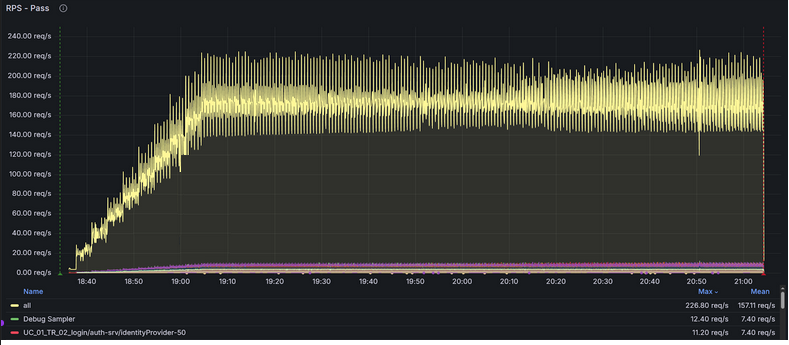 RPS - Pass
240.00 req/s
220.00 req/s
200.00 req/s
180.00 req/s
160.00 req/s
140.00 req/s
120.00 req/s
100.00 req/s
80.00 req/s
60.00 req/s
40.00 req/s
20.00 req/s
0.00 req/s
18:40 18:50 19:00 19:10 19:20 19:30 19:40 19:50 20:00 20:10 20:20 20:30 20:40 20:50 21:00
Name Max Mean
all 226.80 req/s 157.11 req/s
Debug Sampler 12.40 req/s 7.40 req/s
UC_01_TR_02_login/auth-srv/identityProvider-50 11.20 req/s 7.40 req/s